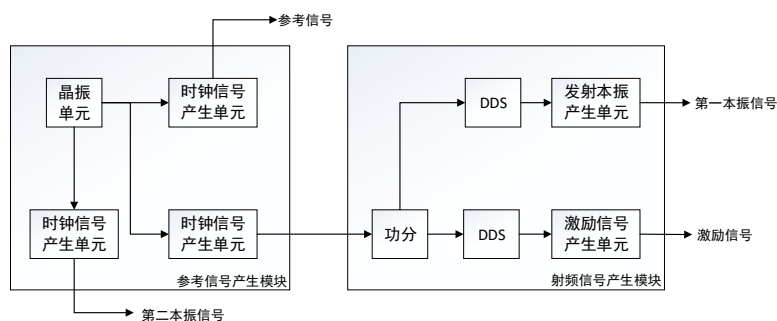 参考信号
晶振
单元
时钟信号
产生单元
DDS
发射本振
产生单元
第一本振信号
时钟信号
产生单元
时钟信号
产生单元
功分
DDS
激励信号
产生单元
激励信号
参考信号产生模块
射频信号产生模块
第二本振信号